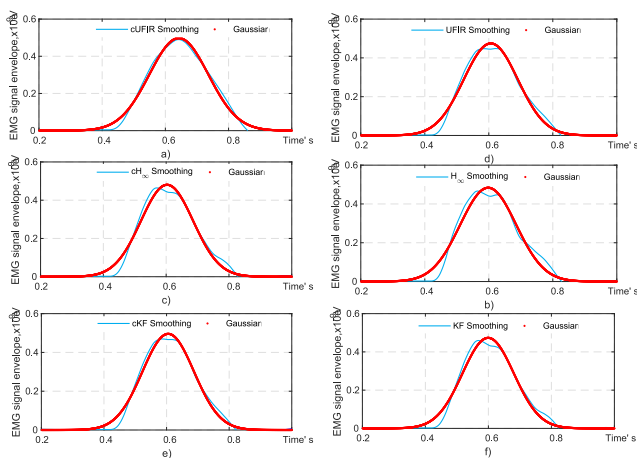 EMG signal envelope,x100V
0.6
cUFIR Smoothing Gaussian
0.4
0.2
0
0.2 0.4 0.6 0.8 Time' s
a)
EMG signal envelope,x100V
0.6
UFIR Smoothing Gaussian
0.4
0.2
0
0.2 0.4 0.6 0.8 Time' s
d)
EMG signal envelope,x100V
0.6
cH∞ Smoothing Gaussian
0.4
0.2
0
0.2 0.4 0.6 0.8 Time' s
c)
EMG signal envelope,x100V
0.6
H∞ Smoothing Gaussian
0.4
0.2
0
0.2 0.4 0.6 0.8 Time' s
b)
EMG signal envelope,x100V
0.6
cKF Smoothing Gaussian
0.4
0.2
0
0.2 0.4 0.6 0.8 Time' s
e)
EMG signal envelope,x100V
0.6
KF Smoothing Gaussian
0.4
0.2
0
0.2 0.4 0.6 0.8 Time' s
f)